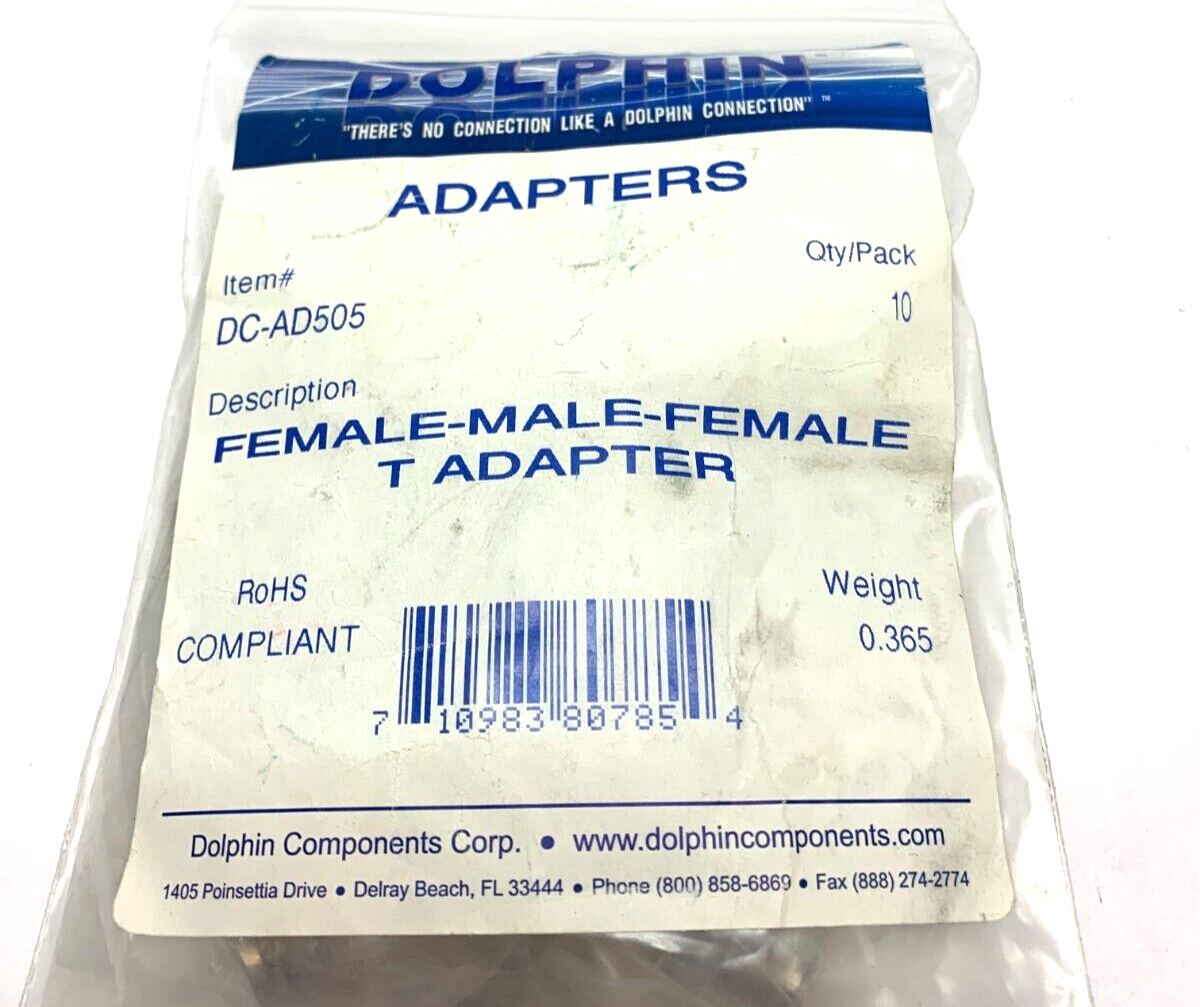 DOLPHIN
"THERE'S NO CONNECTION LIKE A DOLPHIN CONNECTION" ™
ADAPTERS
Item# Qty/Pack
DC-AD505 10
Description
FEMALE-MALE-FEMALE
T ADAPTER
RoHS Weight
COMPLIANT 0.365
7 10983 80785 4
Dolphin Components Corp. • www.dolphincomponents.com
1405 Poinsettia Drive • Delray Beach, FL 33444 • Phone (800) 858-6869 • Fax (888) 274-2774